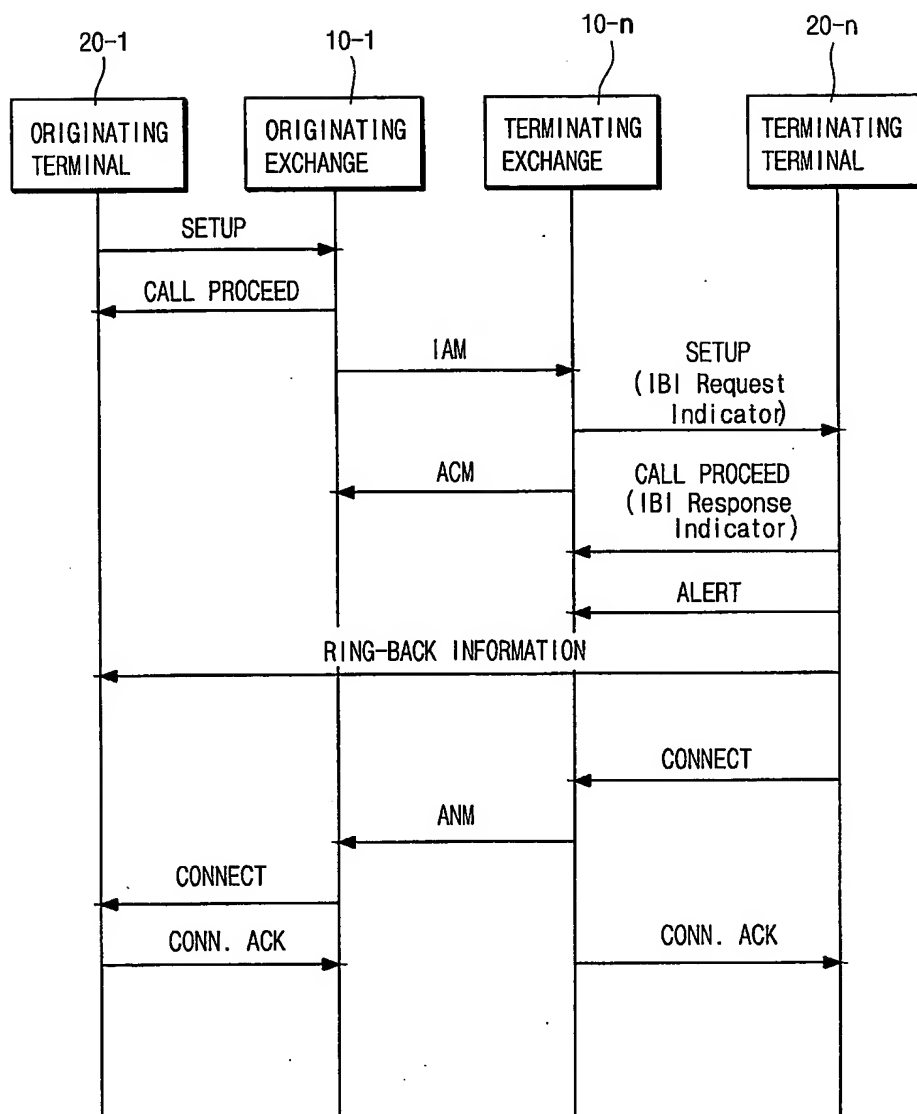 20-1
10-1
10-n
20-n
ORIGINATING
TERMINAL
ORIGINATING
EXCHANGE
TERMINATING
EXCHANGE
TERMINATING
TERMINAL
SETUP
CALL PROCEED
IAM
SETUP
(IBI Request
Indicator)
ACM
CALL PROCEED
(IBI Response
Indicator)
ALERT
RING-BACK INFORMATION
CONNECT
ANM
CONNECT
CONN. ACK
CONN. ACK